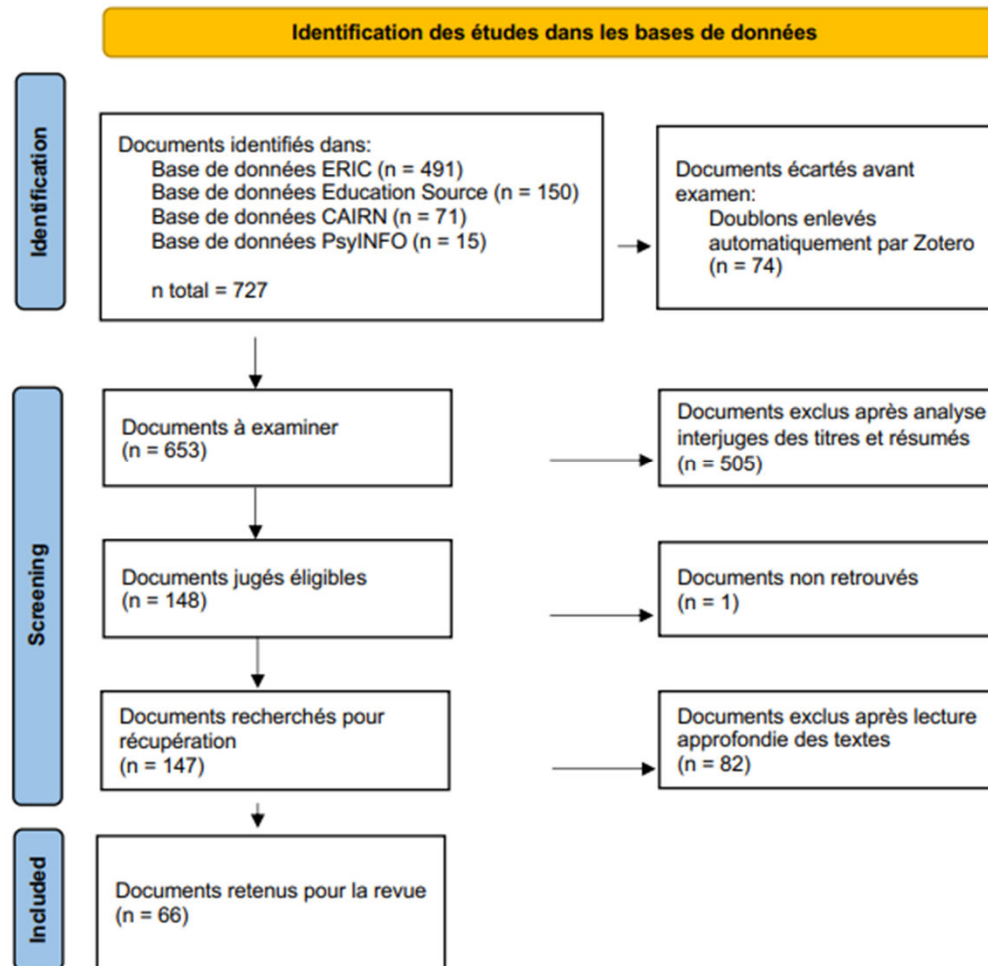 Identification des études dans les bases de données
Identification
Documents identifiés dans:
Base de données ERIC (n = 491)
Base de données Education Source (n = 150)
Base de données CAIRN (n = 71)
Base de données PsyINFO (n = 15)
n total = 727
Documents écartés avant
examen:
Doublons enlevés
automatiquement par Zotero
(n = 74)
Screening
Documents à examiner
(n = 653)
Documents exclus après analyse
interjuges des titres et résumés
(n = 505)
Documents jugés éligibles
(n = 148)
Documents non retrouvés
(n = 1)
Documents recherchés pour
récupération
(n = 147)
Documents exclus après lecture
approfondie des textes
(n = 82)
Included
Documents retenus pour la revue
(n = 66)